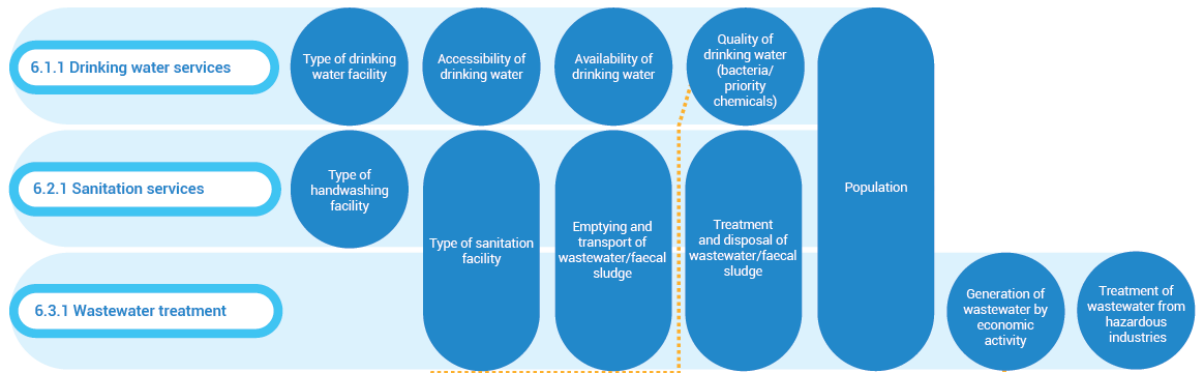 6.1.1 Drinking water services
Type of drinking
water facility
Accessibility of
drinking water
Availability of
drinking water
Quality of
drinking water
(bacteria/
priority
chemicals)
6.2.1 Sanitation services
Type of
handwashing
facility
Type of sanitation
facility
Emptying and
transport of
wastewater/faecal
sludge
Treatment
and disposal of
wastewater/faecal
sludge
Population
6.3.1 Wastewater treatment
Generation of
wastewater by
economic
activity
Treatment of
wastewater from
hazardous
industries